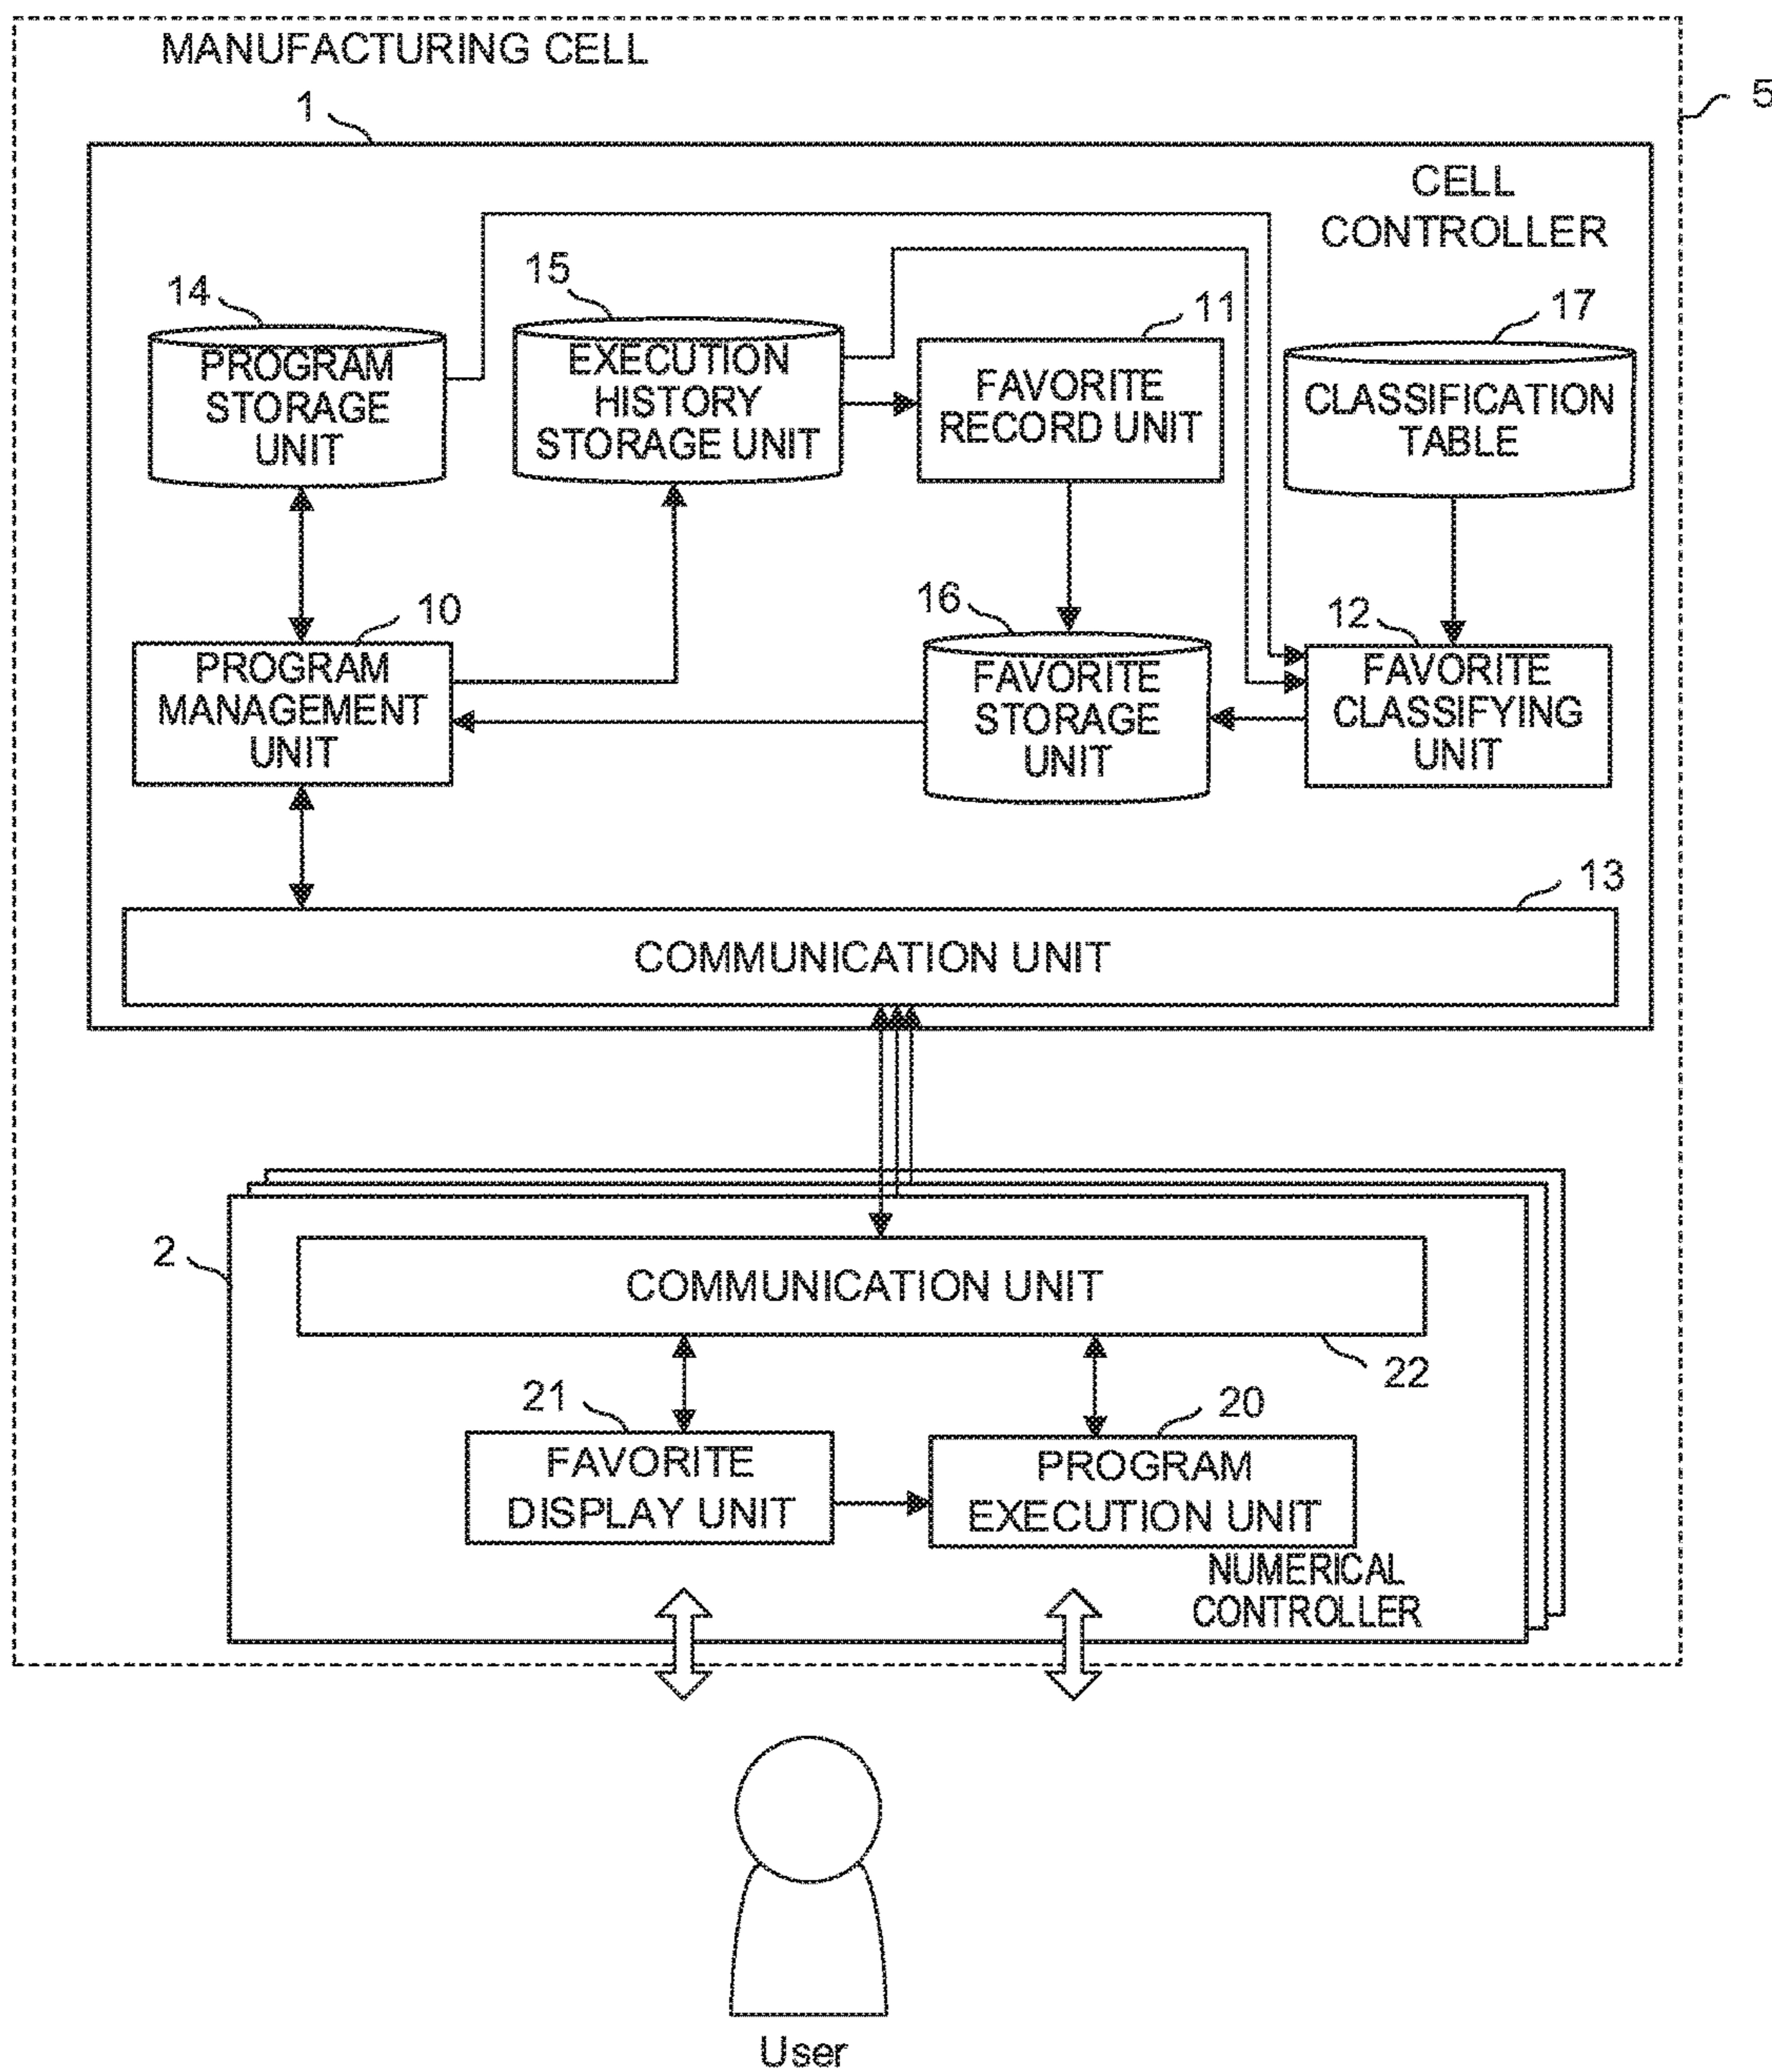 MANUFACTURING CELL
5
1
CELL
CONTROLLER
14
PROGRAM
STORAGE
UNIT
15
EXECUTION
HISTORY
STORAGE UNIT
11
FAVORITE
RECORD UNIT
17
CLASSIFICATION
TABLE
10
PROGRAM
MANAGEMENT
UNIT
16
FAVORITE
STORAGE
UNIT
12
FAVORITE
CLASSIFYING
UNIT
13
COMMUNICATION UNIT
2
COMMUNICATION UNIT
22
21
FAVORITE
DISPLAY UNIT
20
PROGRAM
EXECUTION UNIT
NUMERICAL
CONTROLLER
User